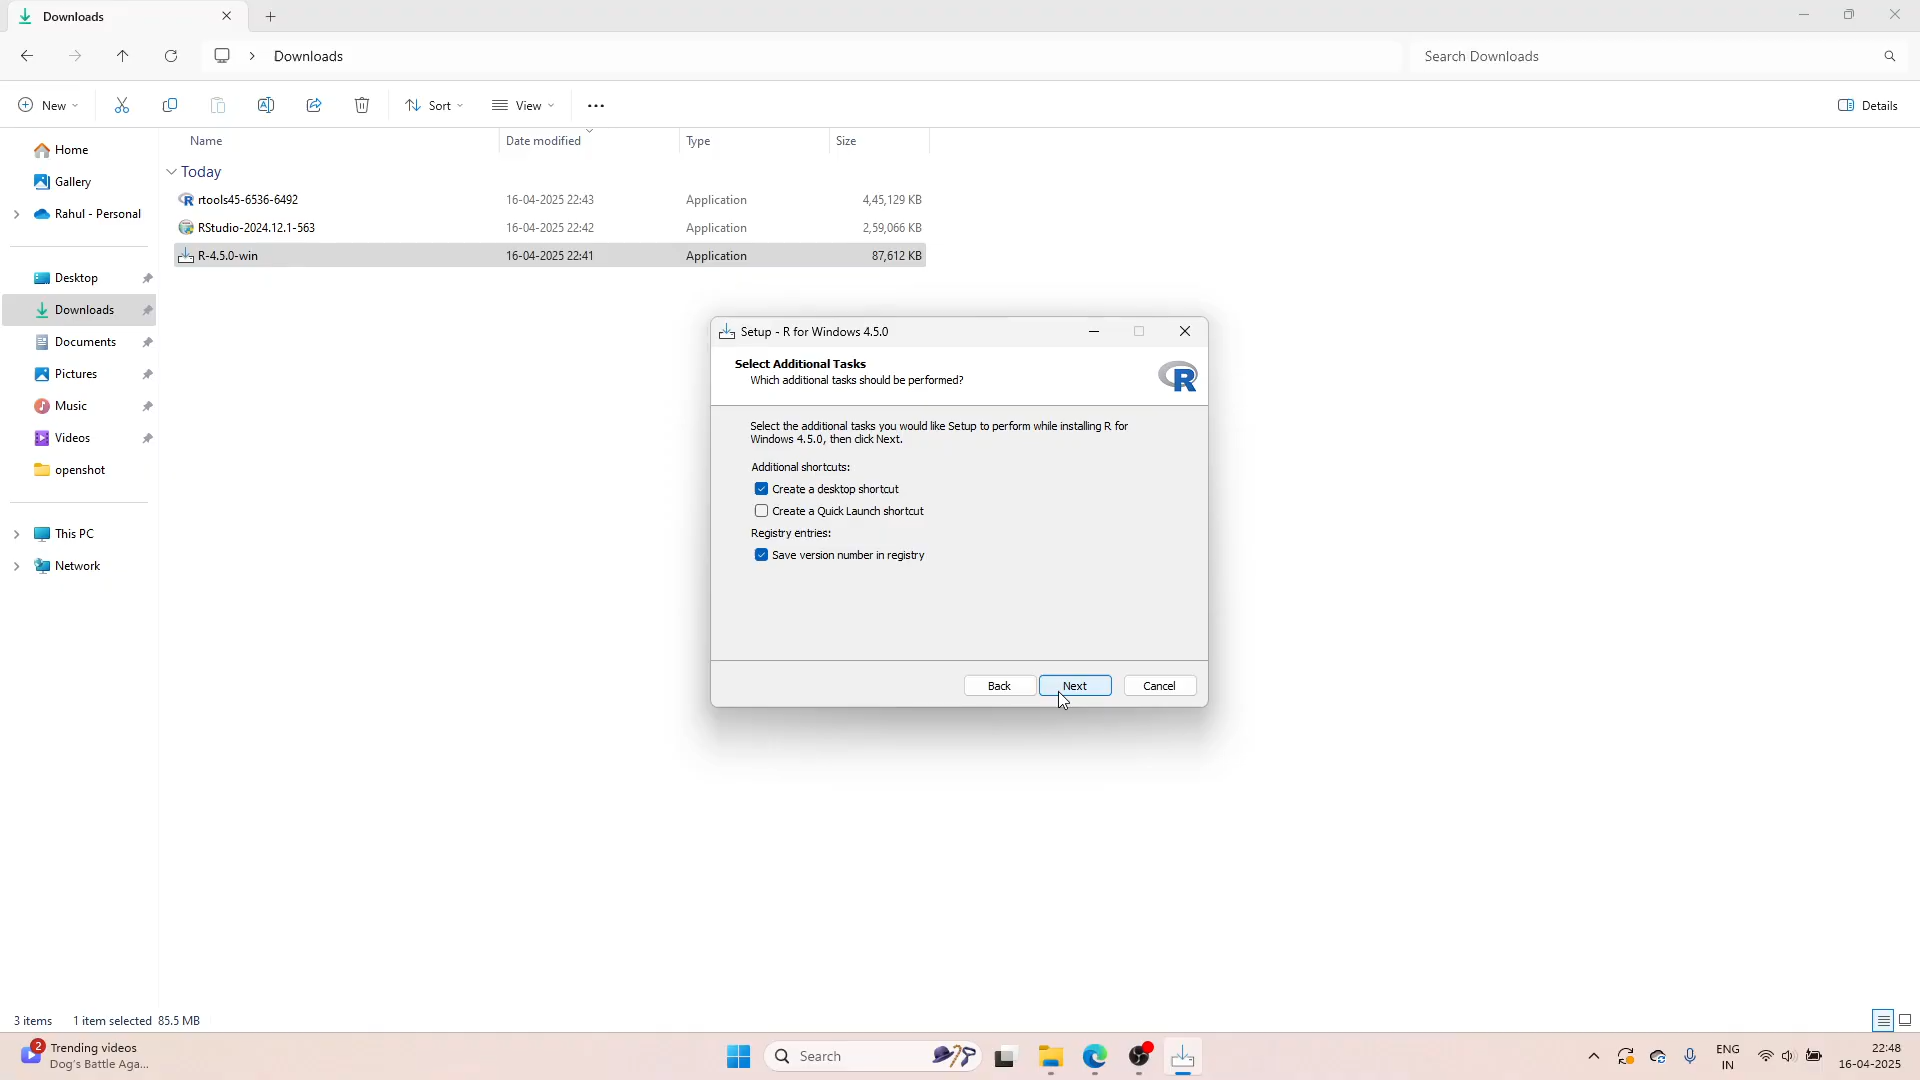 Downloads
Downloads
Search Downloads
New
Sort
View
Details
Name
Date modified
Type
Size
Home
Gallery
Rahul - Personal
Desktop
Downloads
Documents
Pictures
Music
Videos
openshot
This PC
Network
Today
rtools45-6536-6492 16-04-2025 22:43 Application 4,45,129 KB
RStudio-2024.12.1-563 16-04-2025 22:42 Application 2,59,066 KB
R-4.5.0-win 16-04-2025 22:41 Application 87,612 KB
Setup - R for Windows 4.5.0
Select Additional Tasks
Which additional tasks should be performed?
R
Select the additional tasks you would like Setup to perform while installing R for
Windows 4.5.0, then click Next.
Additional shortcuts:
Create a desktop shortcut
Create a Quick Launch shortcut
Registry entries:
Save version number in registry
Back
Next
Cancel
3 items 1 item selected 85.5 MB
2
Trending videos
Dog's Battle Aga...
Search
ENG
IN
22:48
16-04-2025